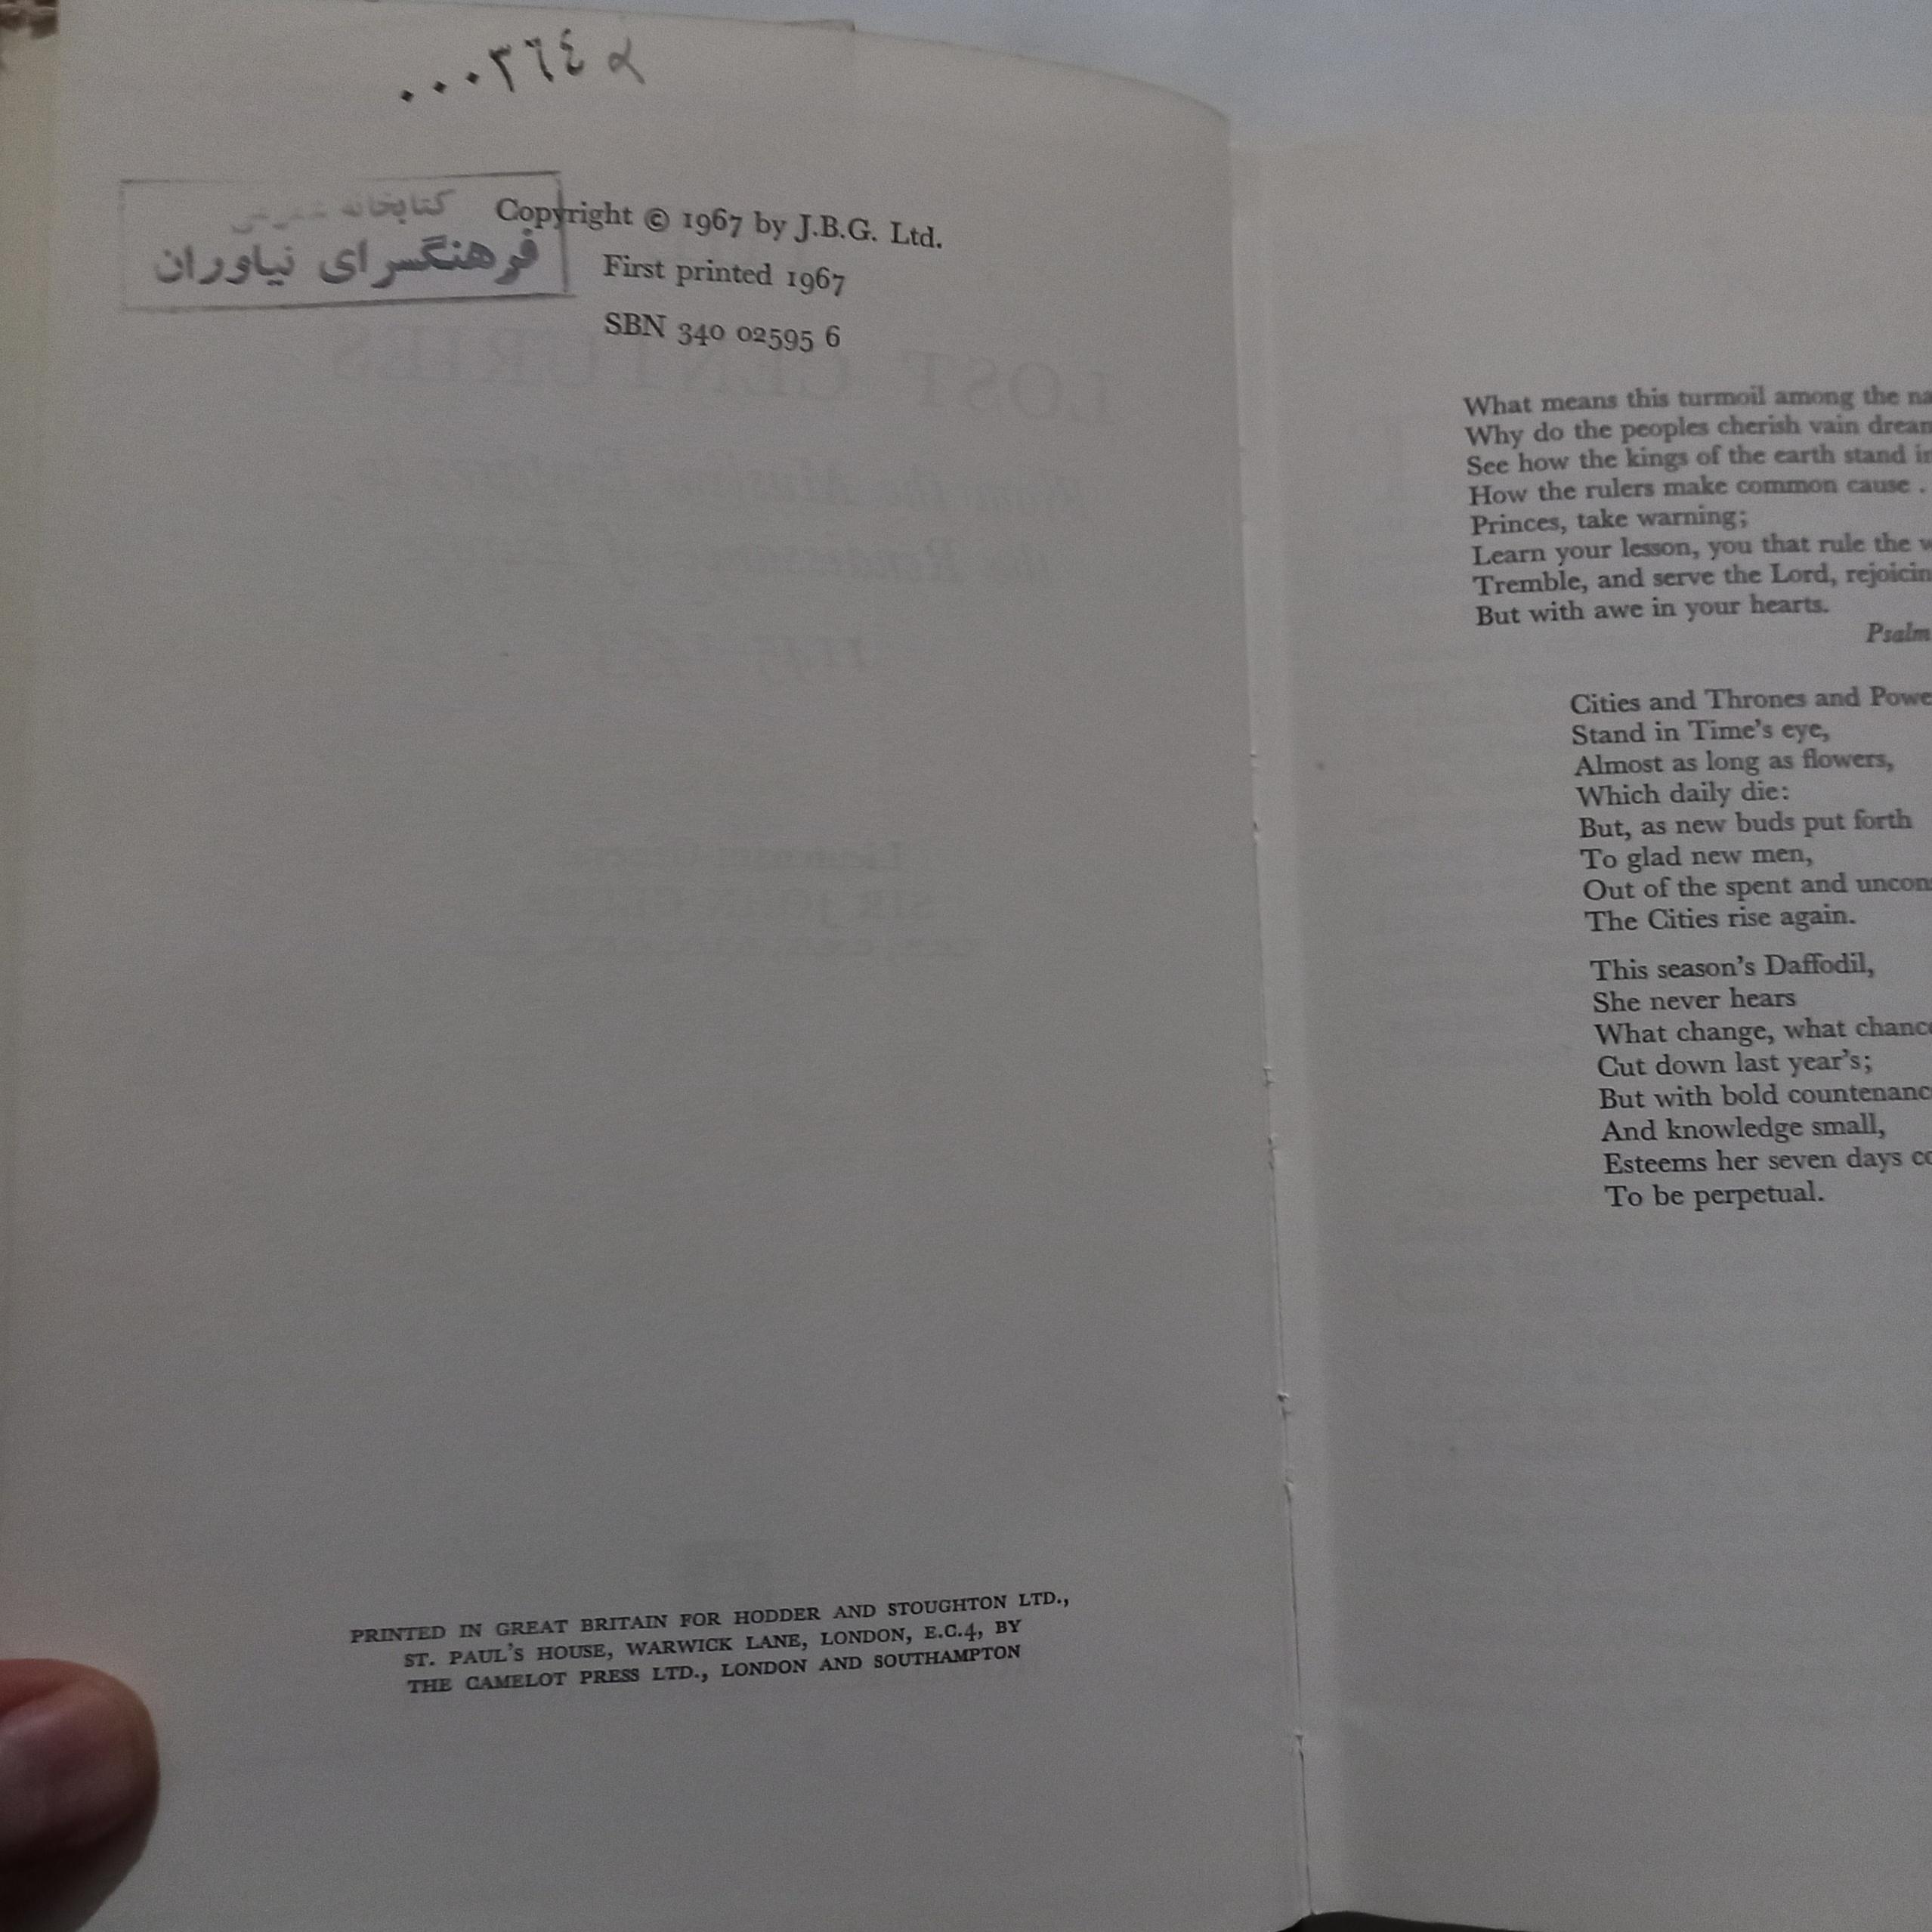 ...٣٦٤
کتابخانه
فرهنگسرای نیاوران
Copyright © 1967 by J.B.G. Ltd.
First printed 1967
SBN 340 02595 6
LOST CENTURIES
PRINTED IN GREAT BRITAIN FOR HODDER AND STOUGHTON LTD.,
ST. PAUL'S HOUSE, WARWICK LANE, LONDON, E.C.4, BY
THE CAMELOT PRESS LTD., LONDON AND SOUTHAMPTON
What means this turmoil among the
Why do the peoples cherish vain
See how the kings of the earth stand
How the rulers make common cause .
Princes, take warning;
Learn your lesson, you that rule the
Tremble, and serve the Lord,
But with awe in your hearts.
Psalm
Cities and Thrones and
Stand in Time's eye,
Almost as long as flowers,
Which daily die:
But, as new buds put forth
To glad new men,
Out of the spent and
The Cities rise again.
This season's Daffodil,
She never hears
What change, what
Cut down last year's;
But with bold
And knowledge small,
Esteems her seven days
To be perpetual.